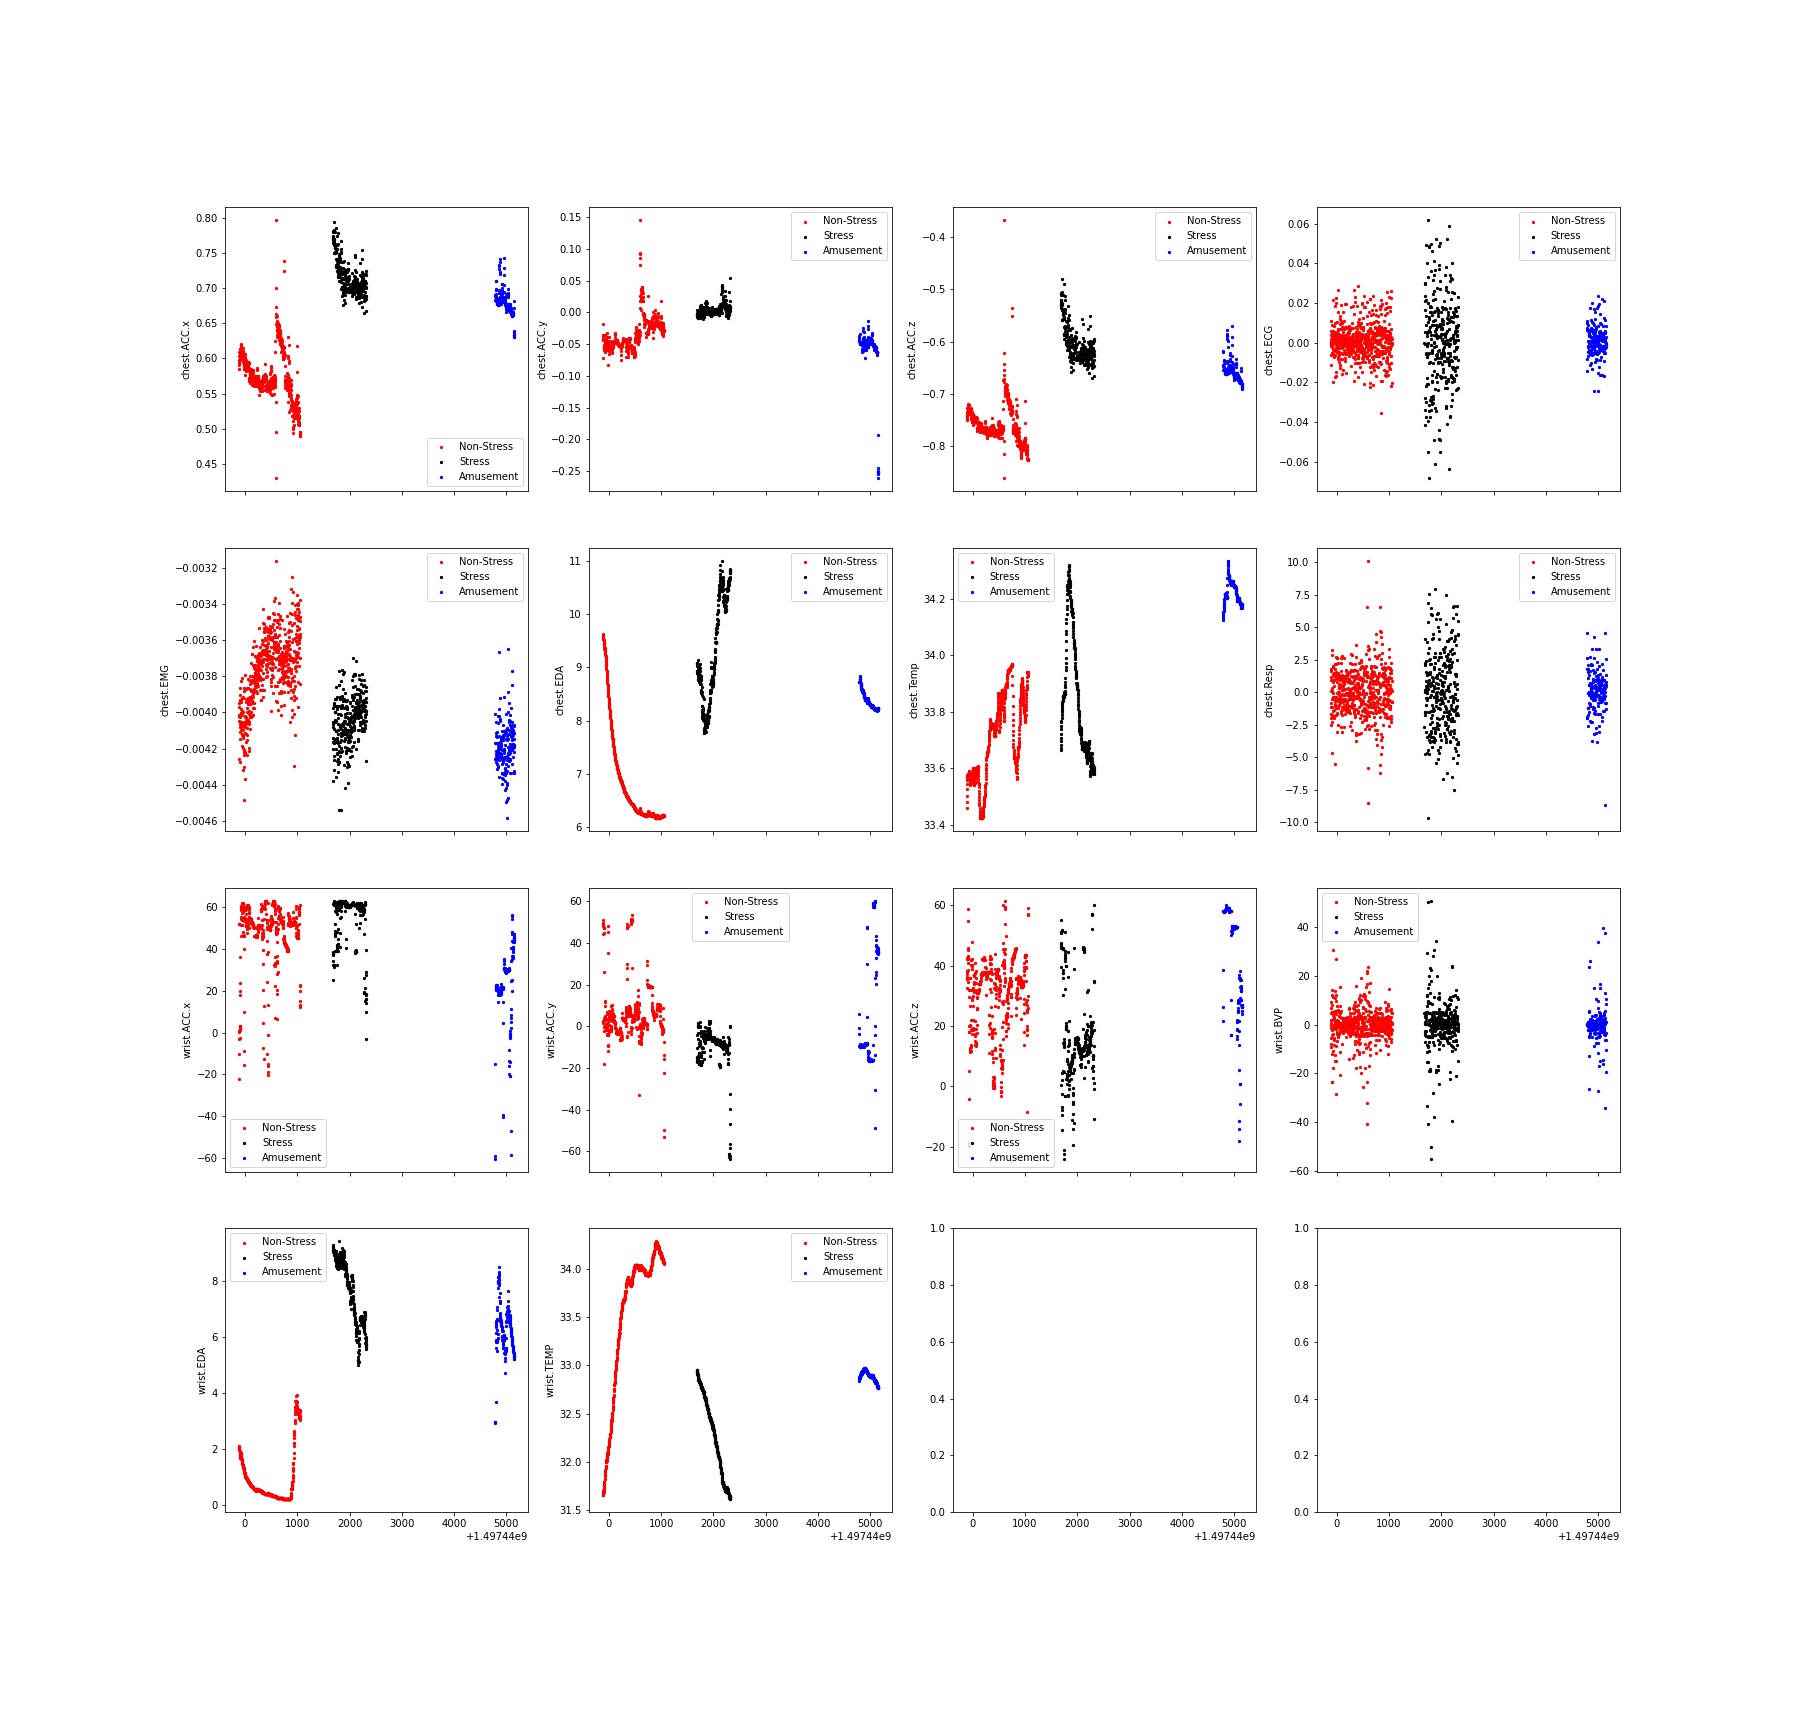 0.80
0.75
0.70
0.65
0.60
0.55
0.50
0.45
chest.ACC.x
Non-Stress
Stress
Amusement
0.15
0.10
0.05
0.00
−0.05
−0.10
−0.15
−0.20
−0.25
chest.ACC.y
Non-Stress
Stress
Amusement
−0.4
−0.5
−0.6
−0.7
−0.8
chest.ACC.z
Non-Stress
Stress
Amusement
0.06
0.04
0.02
0.00
−0.02
−0.04
−0.06
chest.ECG
Non-Stress
Stress
Amusement
−0.0032
−0.0034
−0.0036
−0.0038
−0.0040
−0.0042
−0.0044
−0.0046
chest.EMG
Non-Stress
Stress
Amusement
11
10
9
8
7
6
chest.EDA
Non-Stress
Stress
Amusement
34.2
34.0
33.8
33.6
33.4
chest.Temp
Non-Stress
Stress
Amusement
10.0
7.5
5.0
2.5
0.0
−2.5
−5.0
−7.5
−10.0
chest.Resp
Non-Stress
Stress
Amusement
60
40
20
0
−20
−40
−60
wrist.ACC.x
Non-Stress
Stress
Amusement
60
40
20
0
−20
−40
−60
wrist.ACC.y
Non-Stress
Stress
Amusement
60
40
20
0
−20
wrist.ACC.z
Non-Stress
Stress
Amusement
40
20
0
−20
−40
−60
wrist.BVP
Non-Stress
Stress
Amusement
8
6
4
2
0
wrist.EDA
Non-Stress
Stress
Amusement
0 1000 2000 3000 4000 5000
+1.49744e9
34.0
33.5
33.0
32.5
32.0
31.5
wrist.TEMP
Non-Stress
Stress
Amusement
0 1000 2000 3000 4000 5000
+1.49744e9
1.0
0.8
0.6
0.4
0.2
0.0
0 1000 2000 3000 4000 5000
+1.49744e9
1.0
0.8
0.6
0.4
0.2
0.0
0 1000 2000 3000 4000 5000
+1.49744e9